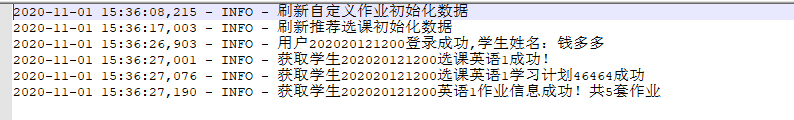 2020-11-01 15:36:08,215 - INFO - 刷新自定义作业初始化数据
2020-11-01 15:36:17,003 - INFO - 刷新推荐选课初始化数据
2020-11-01 15:36:26,903 - INFO - 用户202020121200登录成功,学生姓名：钱多多
2020-11-01 15:36:27,001 - INFO - 获取学生202020121200选课英语1成功！
2020-11-01 15:36:27,076 - INFO - 获取学生202020121200选课英语1学习计划46464成功
2020-11-01 15:36:27,190 - INFO - 获取学生202020121200英语1作业信息成功！共5套作业